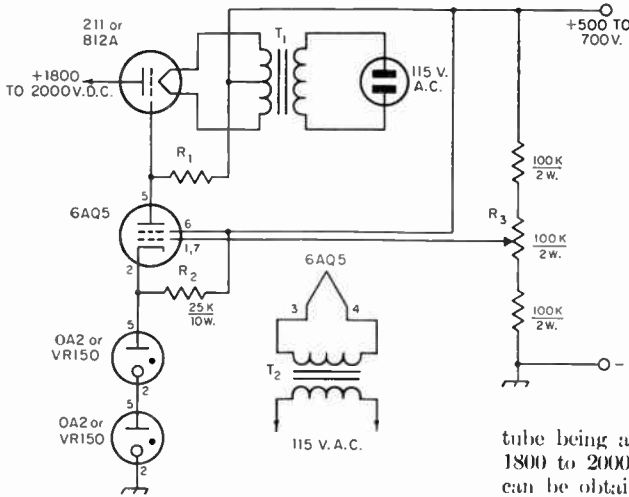 211 or
812A
T1
+500 TO
700V.
+1800
TO 2000V.D.C.
115 V.
A.C.
R1
100K
2W.
5
6AQ5
6
1,7
2
R3
100K
2W.
R2
25K
10W.
6AQ5
3
4
100K
2W.
5
OA2 or
VR150
2
T2
–
5
OA2 or
VR150
2
115 V. A.C.
tube being a
1800 to 2000
can be obtai